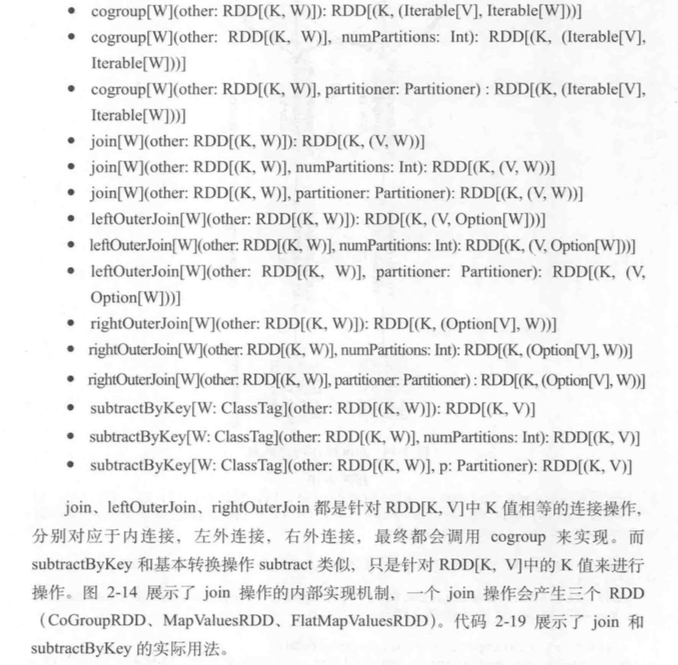 • cogroup[W](other: RDD[(K, W)]): RDD[(K, (Iterable[V], Iterable[W]))]
• cogroup[W](other: RDD[(K, W)], numPartitions: Int): RDD[(K, (Iterable[V],
Iterable[W]))]
• cogroup[W](other: RDD[(K, W)], partitioner: Partitioner) : RDD[(K, (Iterable[V],
Iterable[W]))]
• join[W](other: RDD[(K, W)]): RDD[(K, (V, W))]
• join[W](other: RDD[(K, W)], numPartitions: Int): RDD[(K, (V, W))]
• join[W](other: RDD[(K, W)], partitioner: Partitioner): RDD[(K, (V, W))]
• leftOuterJoin[W](other: RDD[(K, W)]): RDD[(K, (V, Option[W]))]
• leftOuterJoin[W](other: RDD[(K, W)], numPartitions: Int): RDD[(K, (V, Option[W]))]
• leftOuterJoin[W](other: RDD[(K, W)], partitioner: Partitioner): RDD[(K, (V,
Option[W]))]
• rightOuterJoin[W](other: RDD[(K, W)]): RDD[(K, (Option[V], W))]
• rightOuterJoin[W](other: RDD[(K, W)], numPartitions: Int): RDD[(K, (Option[V], W))]
• rightOuterJoin[W](other: RDD[(K, W)], partitioner: Partitioner) : RDD[(K, (Option[V], W))]
• subtractByKey[W: ClassTag](other: RDD[(K, W)]): RDD[(K, V)]
• subtractByKey[W: ClassTag](other: RDD[(K, W)], numPartitions: Int): RDD[(K, V)]
• subtractByKey[W: ClassTag](other: RDD[(K, W)], p: Partitioner): RDD[(K, V)]
join、leftOuterJoin、rightOuterJoin 都是针对 RDD[K, V]中 K 值相等的连接操作，
分别对应于内连接，左外连接，右外连接，最终都会调用 cogroup 来实现。而
subtractByKey 和基本转换操作 subtract 类似，只是针对 RDD[K, V]中的 K 值来进行
操作。图 2-14 展示了 join 操作的内部实现机制，一个 join 操作会产生三个 RDD
（CoGroupRDD、MapValuesRDD、FlatMapValuesRDD）。代码 2-19 展示了 join 和
subtractByKey 的实际用法。